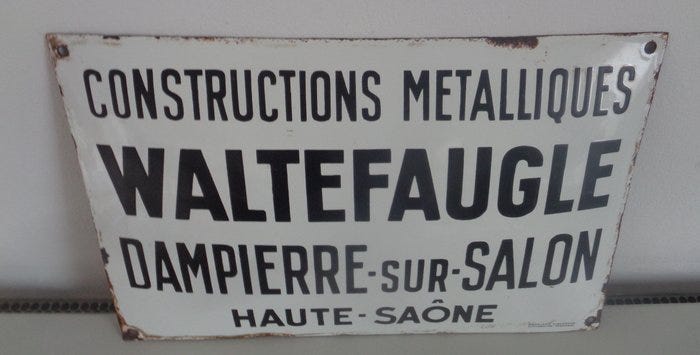 CONSTRUCTIONS METALLIQUES
WALTEFAUGLE
DAMPIERRE-SUR-SALON
HAUTE-SAÔNE